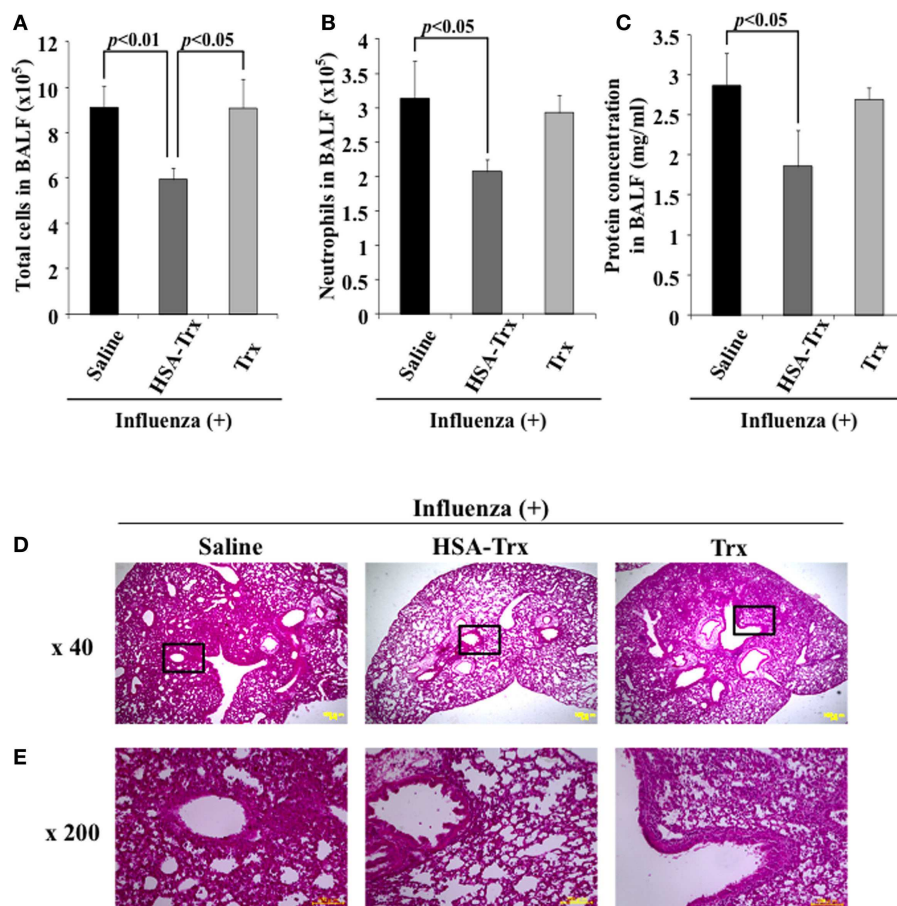 A
B
C
p<0.01
p<0.05
p<0.05
p<0.05
Total cells in BALF (x10⁵)
12
10
8
6
4
2
0
Saline
HSA-Trx
Trx
Influenza (+)
Neutrophils in BALF (x10⁵)
4
3.5
3
2.5
2
1.5
1
0.5
0
Saline
HSA-Trx
Trx
Influenza (+)
Protein concentration
in BALF (mg/ml)
3.5
3
2.5
2
1.5
1
0.5
0
Saline
HSA-Trx
Trx
Influenza (+)
Influenza (+)
D
Saline
HSA-Trx
Trx
x 40
E
x 200